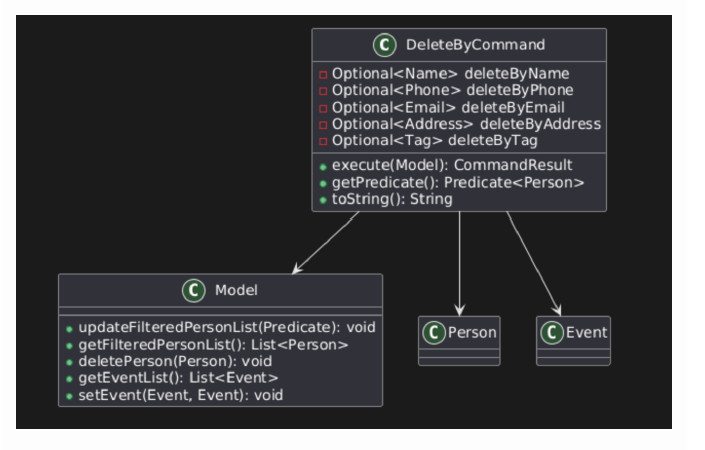 C DeleteByCommand
Optional<Name> deleteByName
Optional<Phone> deleteByPhone
Optional<Email> deleteByEmail
Optional<Address> deleteByAddress
Optional<Tag> deleteByTag
execute(Model): CommandResult
getPredicate(): Predicate<Person>
toString(): String
C Model
updateFilteredPersonList(Predicate): void
getFilteredPersonList(): List<Person>
deletePerson(Person): void
getEventList(): List<Event>
setEvent(Event, Event): void
C Person
C Event